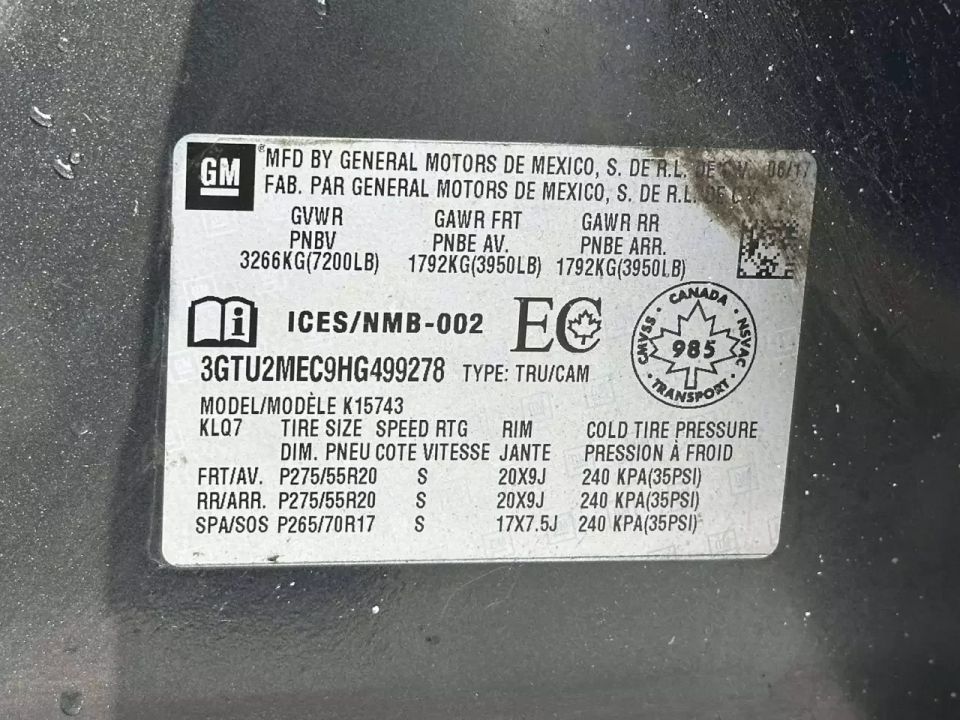 GM
MFD BY GENERAL MOTORS DE MEXICO, S. DE R.L. DE C.V. 06/17
FAB. PAR GENERAL MOTORS DE MEXICO, S. DE R.L. DE C.V.
GVWR GAWR FRT GAWR RR
PNBV PNBE AV. PNBE ARR.
3266KG(7200LB) 1792KG(3950LB) 1792KG(3950LB)
i ICES/NMB-002 EC
CANADA
CMVSS 985 NSVAC
TRANSPORT
3GTU2MEC9HG499278 TYPE: TRU/CAM
MODEL/MODÈLE K15743
KLQ7 TIRE SIZE SPEED RTG RIM COLD TIRE PRESSURE
DIM. PNEU COTE VITESSE JANTE PRESSION À FROID
FRT/AV. P275/55R20 S 20X9J 240 KPA(35PSI)
RR/ARR. P275/55R20 S 20X9J 240 KPA(35PSI)
SPA/SOS P265/70R17 S 17X7.5J 240 KPA(35PSI)